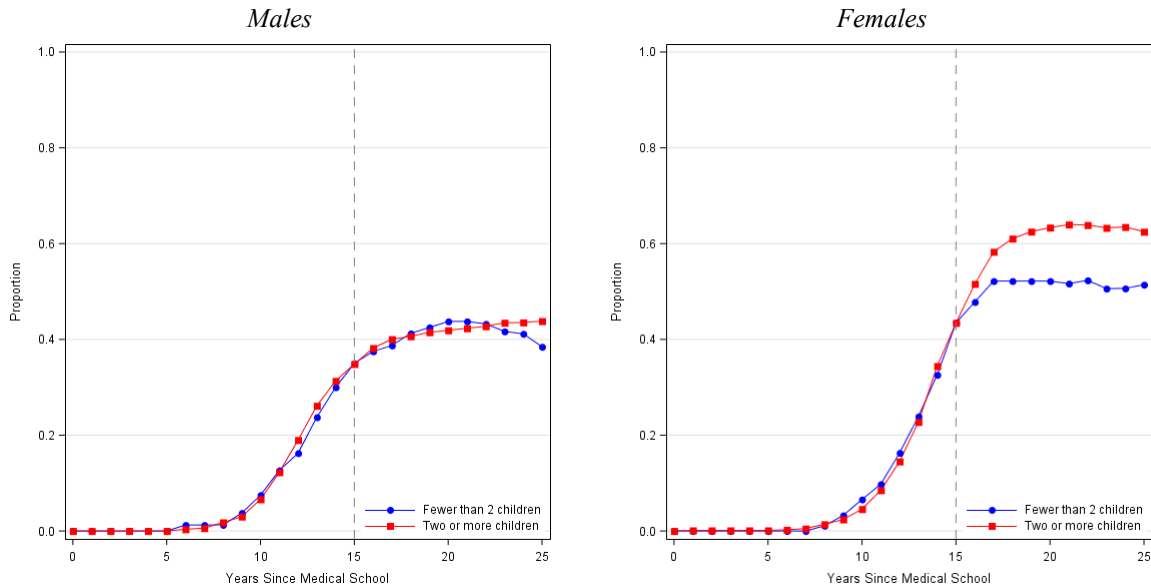 Males
1.0
0.8
0.6
0.4
0.2
0.0
Proportion
Fewer than 2 children
Two or more children
0 5 10 15 20 25
Years Since Medical School
Females
1.0
0.8
0.6
0.4
0.2
0.0
Proportion
Fewer than 2 children
Two or more children
0 5 10 15 20 25
Years Since Medical School